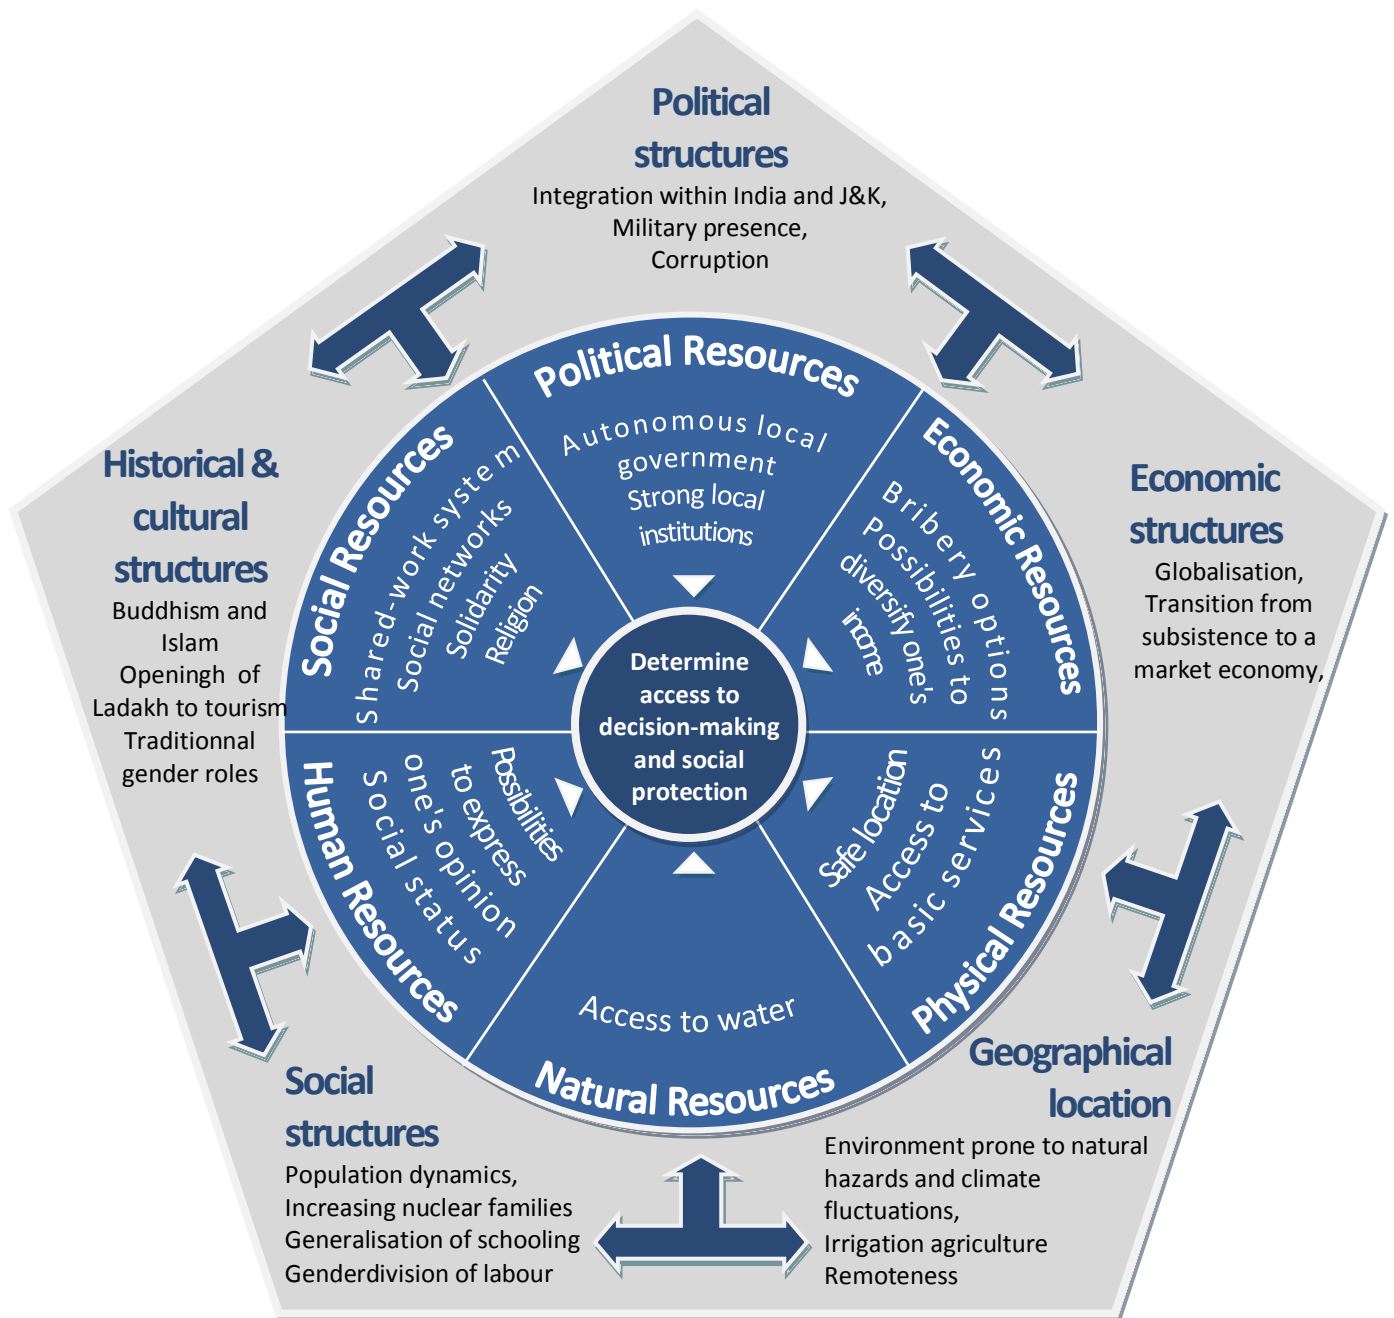 Political
structures
Integration within India and J&K,
Military presence,
Corruption
Historical &
cultural
structures
Buddhism and
Islam
Openingh of
Ladakh to tourism
Traditionnal
gender roles
Economic
structures
Globalisation,
Transition from
subsistence to a
market economy,
Political Resources
Autonomous local
government
Strong local
institutions
Social Resources
Shared-work system
Social networks
Solidarity
Religion
Economic Resources
Bribery options
Possibilities to
diversify one's
income
Determine
access to
decision-making
and social
protection
Human Resources
Possibilities
to express
one's opinion
Social status
Physical Resources
Safe location
Access to
basic services
Access to water
Natural Resources
Social
structures
Population dynamics,
Increasing nuclear families
Generalisation of schooling
Genderdivision of labour
Geographical
location
Environment prone to natural
hazards and climate
fluctuations,
Irrigation agriculture
Remoteness